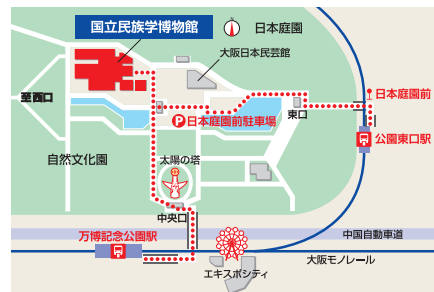 国立民族学博物館
日本庭園
大阪日本民芸館
至西口
日本庭園前
東口
P日本庭園前駐車場
公園東口駅
自然文化園
太陽の塔
中央口
万博記念公園駅
中国自動車道
大阪モノレール
エキスポシティ